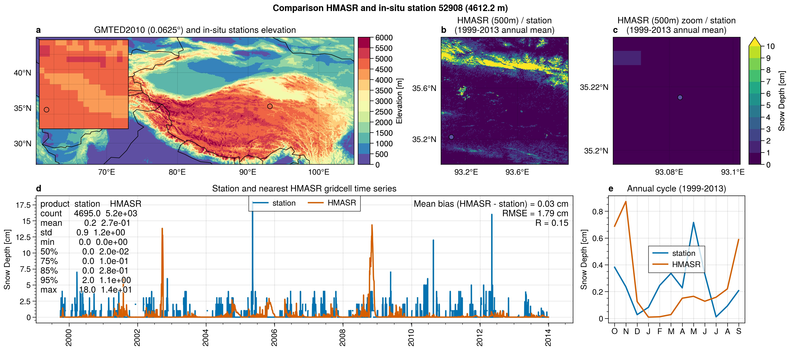 Comparison HMASR and in-situ station 52908 (4612.2 m)
a
GMTED2010 (0.0625°) and in-situ stations elevation
40°N
35°N
30°N
70°E
80°E
90°E
100°E
6000
5500
5000
4500
4000
3500
3000
2500
2000
1500
1000
500
0
Elevation [m]
b
HMASR (500m) / station
(1999-2013 annual mean)
35.6°N
35.2°N
93.2°E
93.6°E
c
HMASR (500m) zoom / station
(1999-2013 annual mean)
35.22°N
35.2°N
93.08°E
93.1°E
10
9
8
7
6
5
4
3
2
1
0
Snow Depth [cm]
d
Station and nearest HMASR gridcell time series
17.5
15.0
12.5
10.0
7.5
5.0
2.5
0.0
Snow Depth [cm]
product station HMASR
count 4695.0 5.2e+03
mean 0.2 2.7e-01
std 0.9 1.2e+00
min 0.0 0.0e+00
50% 0.0 2.0e-02
75% 0.0 1.0e-01
85% 0.0 2.8e-01
95% 2.0 1.1e+00
max 18.0 1.4e+01
station
HMASR
Mean bias (HMASR - station) = 0.03 cm
RMSE = 1.79 cm
R = 0.15
2000
2002
2004
2006
2008
2010
2012
2014
e
Annual cycle (1999-2013)
0.8
0.6
0.4
0.2
0
Snow Depth [cm]
station
HMASR
O N D J F M A M J J A S